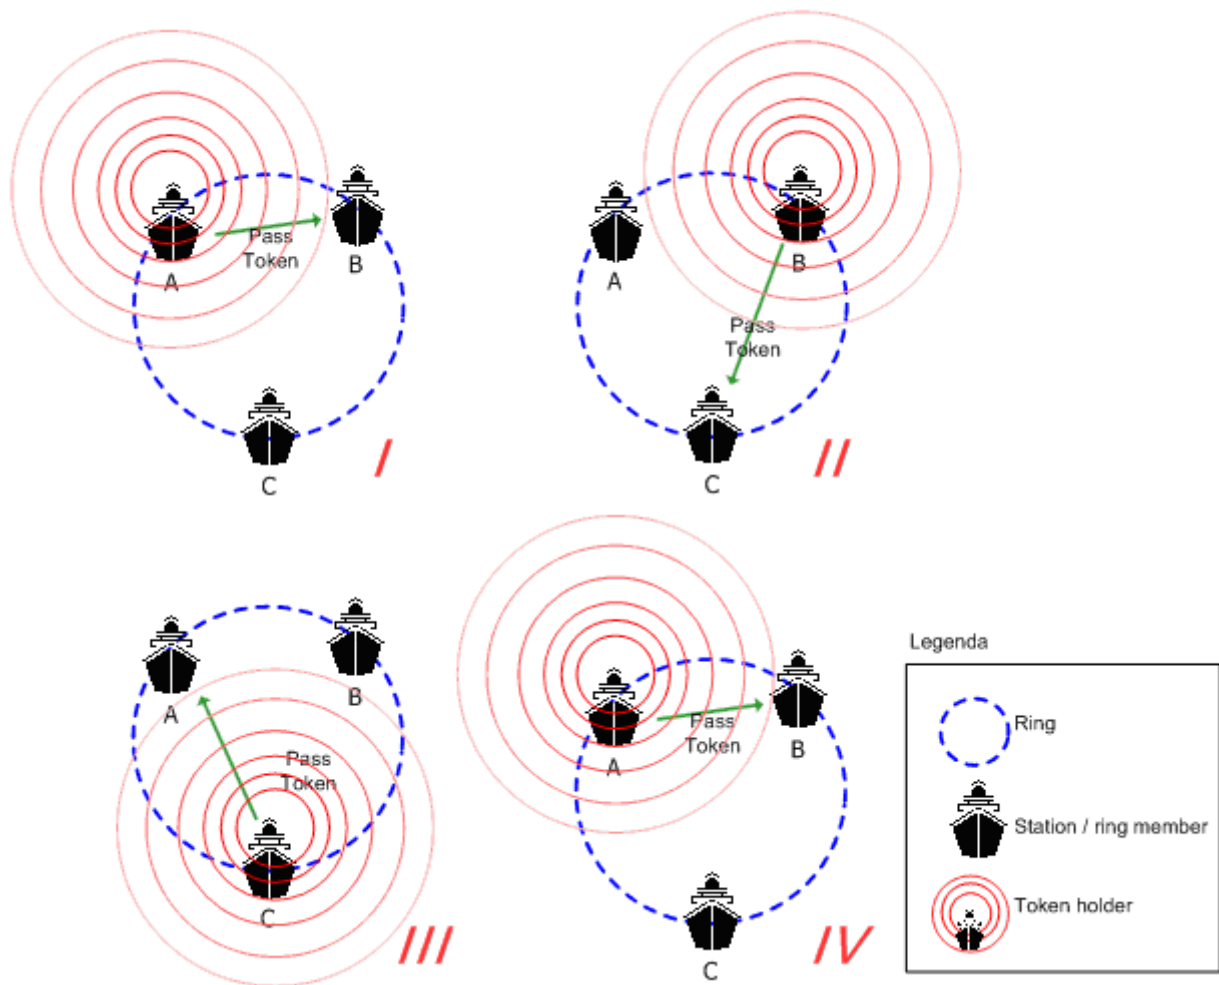 Pass
Token
A
B
C
I
Pass
Token
A
B
C
II
Pass
Token
A
B
C
III
Pass
Token
A
B
C
IV
Legenda
Ring
Station / ring member
Token holder